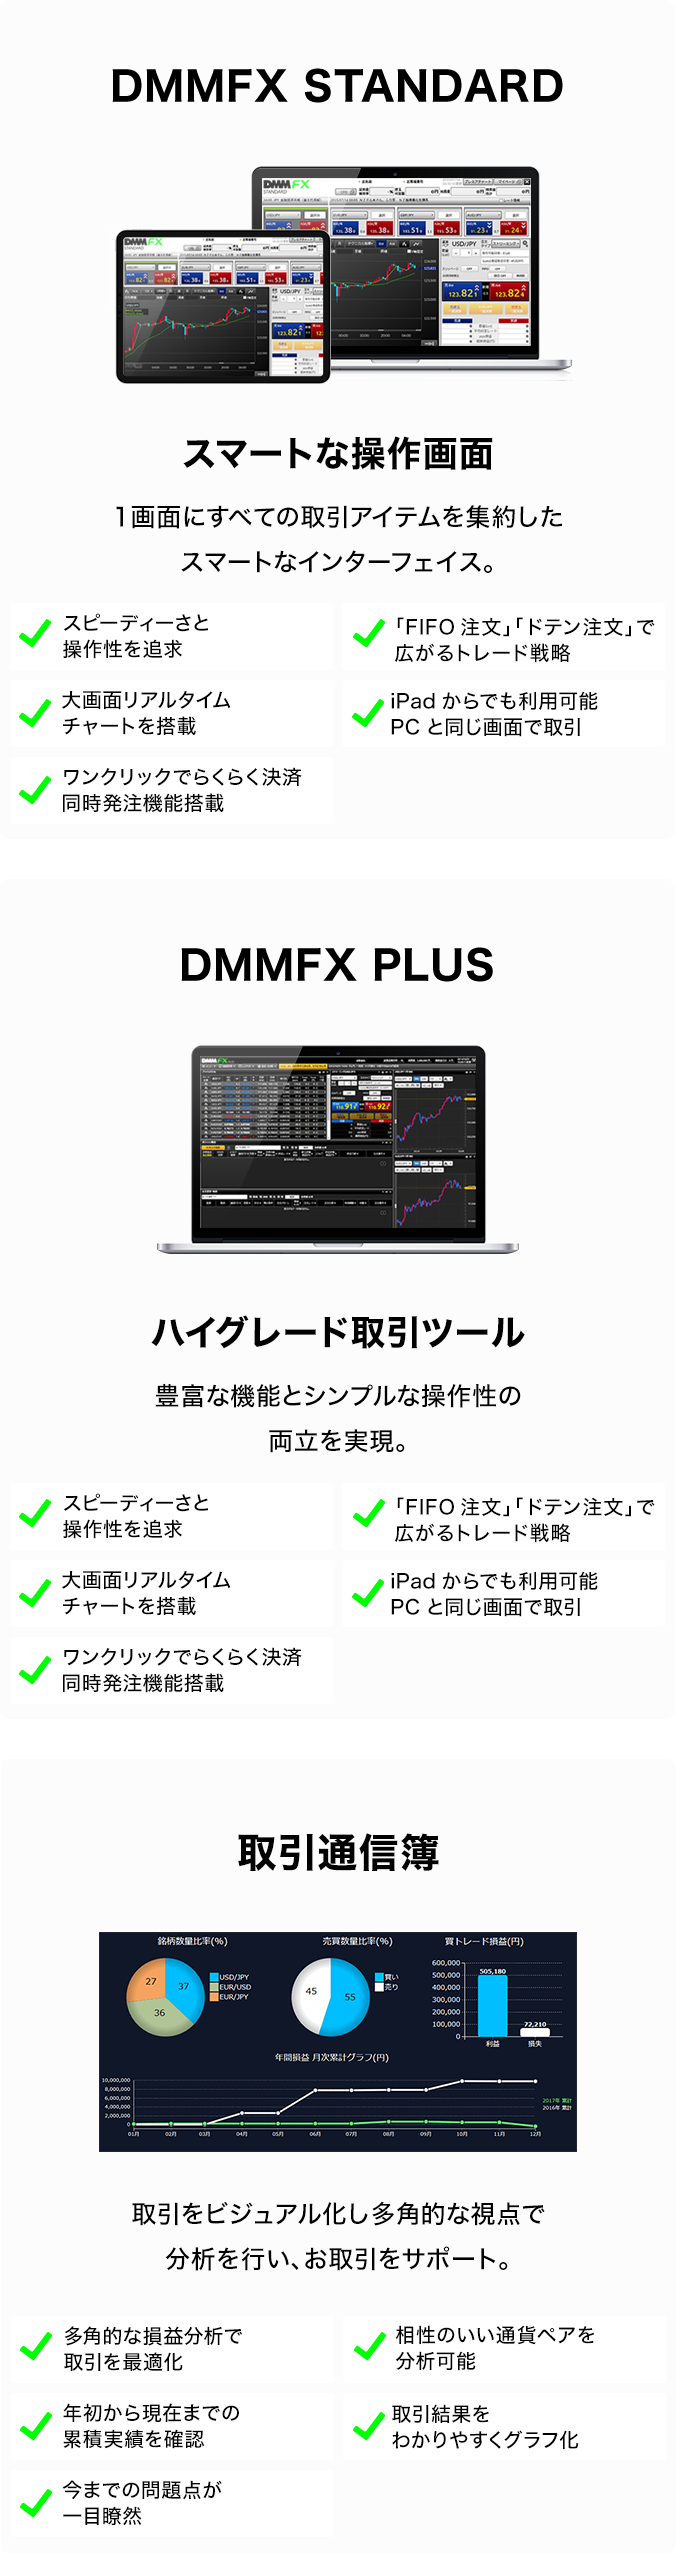 DMMFX STANDARD
DMMFX
STANDARD
DMMFX
STANDARD
USD/JPY
スマートな操作画面
1画面にすべての取引アイテムを集約した
スマートなインターフェイス。
スピーディーさと
操作性を追求
「FIFO 注文」「ドテン注文」で
広がるトレード戦略
大画面リアルタイム
チャートを搭載
iPad からでも利用可能
PC と同じ画面で取引
ワンクリックでらくらく決済
同時発注機能搭載
DMMFX PLUS
DMMFX
ハイグレード取引ツール
豊富な機能とシンプルな操作性の
両立を実現。
スピーディーさと
操作性を追求
「FIFO 注文」「ドテン注文」で
広がるトレード戦略
大画面リアルタイム
チャートを搭載
iPad からでも利用可能
PC と同じ画面で取引
ワンクリックでらくらく決済
同時発注機能搭載
取引通信簿
銘柄数量比率(%) 売買数量比率(%) 買トレード損益(円)
27 37 36
USD/JPY
EUR/USD
EUR/JPY
45 55
買い
売り
600,000
500,000
400,000
300,000
200,000
100,000
0
505,180
72,210
利益 損失
年間損益 月次累計グラフ(円)
10,000,000
8,000,000
6,000,000
4,000,000
2,000,000
0
01月 02月 03月 04月 05月 06月 07月 08月 09月 10月 11月 12月
2017年 累計
2016年 累計
取引をビジュアル化し多角的な視点で
分析を行い、お取引をサポート。
多角的な損益分析で
取引を最適化
相性のいい通貨ペアを
分析可能
年初から現在までの
累積実績を確認
取引結果を
わかりやすくグラフ化
今までの問題点が
一目瞭然